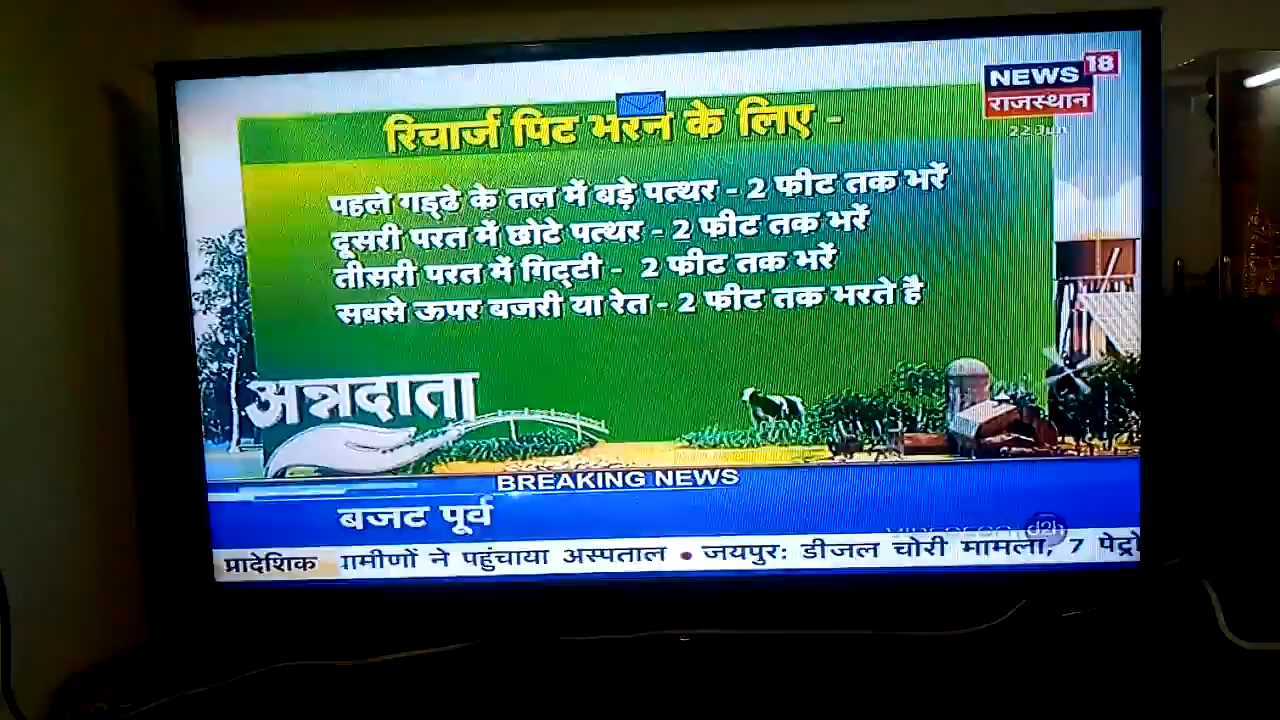 NEWS 18
राजस्थान
22 Jun
रिचार्ज पिट भरने के लिए -
पहले गड्ढे के तल में बड़े पत्थर - 2 फीट तक भरें
दूसरी परत में छोटे पत्थर - 2 फीट तक भरें
तीसरी परत में गिट्टी - 2 फीट तक भरें
सबसे ऊपर बजरी या रेत - 2 फीट तक भरते है
अन्नदाता
BREAKING NEWS
बजट पूर्व
VIDEOCON d2h
प्रादेशिक ग्रामीणों ने पहुंचाया अस्पताल • जयपुर: डीजल चोरी मामला, 7 पेट्रो